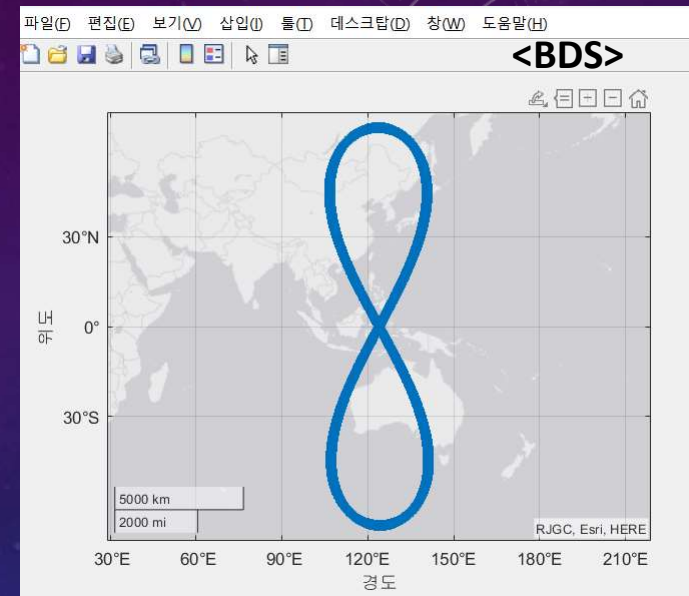 파일(F) 편집(E) 보기(V) 삽입(I) 툴(T) 데스크탑(D) 창(W) 도움말(H)
<BDS>
30°N
0°
30°S
위도
5000 km
2000 mi
RJGC, Esri, HERE
30°E 60°E 90°E 120°E 150°E 180°E 210°E
경도